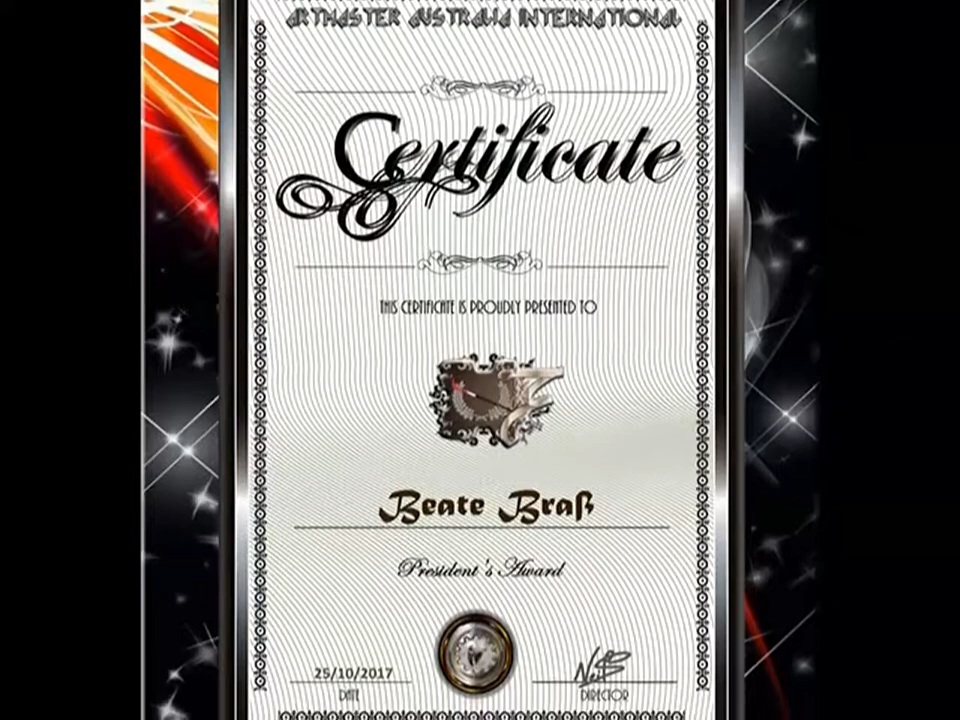 ARTMASTER AUSTRALIA INTERNATIONAL
Certificate
THIS CERTIFICATE IS PROUDLY PRESENTED TO
Beate Braß
President's Award
25/10/2017
DATE
DIRECTOR